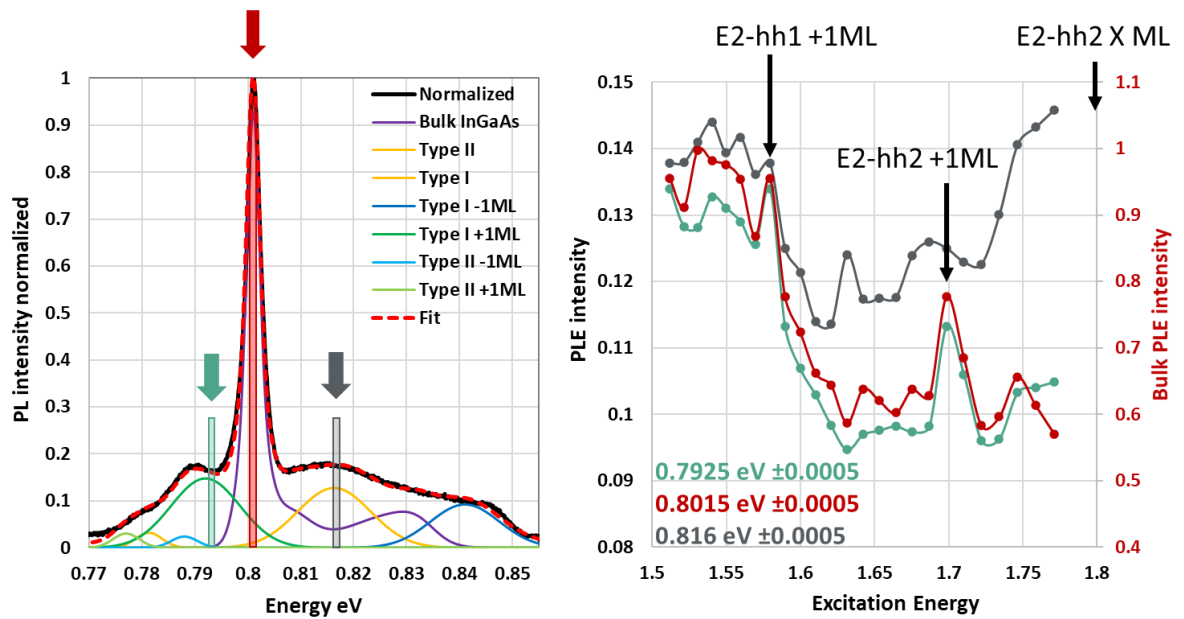 PL intensity normalized
1
0.9
0.8
0.7
0.6
0.5
0.4
0.3
0.2
0.1
0
0.77
0.78
0.79
0.8
0.81
0.82
0.83
0.84
0.85
Energy eV
Normalized
Bulk InGaAs
Type II
Type I
Type I -1ML
Type I +1ML
Type II -1ML
Type II +1ML
Fit
E2-hh1 +1ML
E2-hh2 X ML
E2-hh2 +1ML
PLE intensity
0.15
0.14
0.13
0.12
0.11
0.1
0.09
0.08
0.7925 eV ±0.0005
0.8015 eV ±0.0005
0.816 eV ±0.0005
1.5
1.55
1.6
1.65
1.7
1.75
1.8
Excitation Energy
1.1
1
0.9
0.8
0.7
0.6
0.5
0.4
Bulk PLE intensity